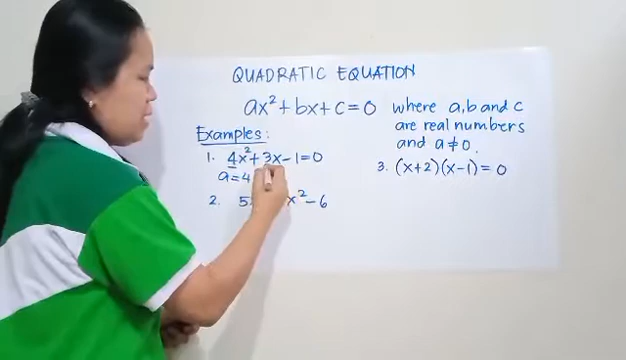 QUADRATIC EQUATION
ax²+bx+c=0 where a,b and c
are real numbers
and a≠0.
Examples:
1. 4x²+3x-1=0
a=4
2. 5 x²-6
3. (x+2)(x-1)=0